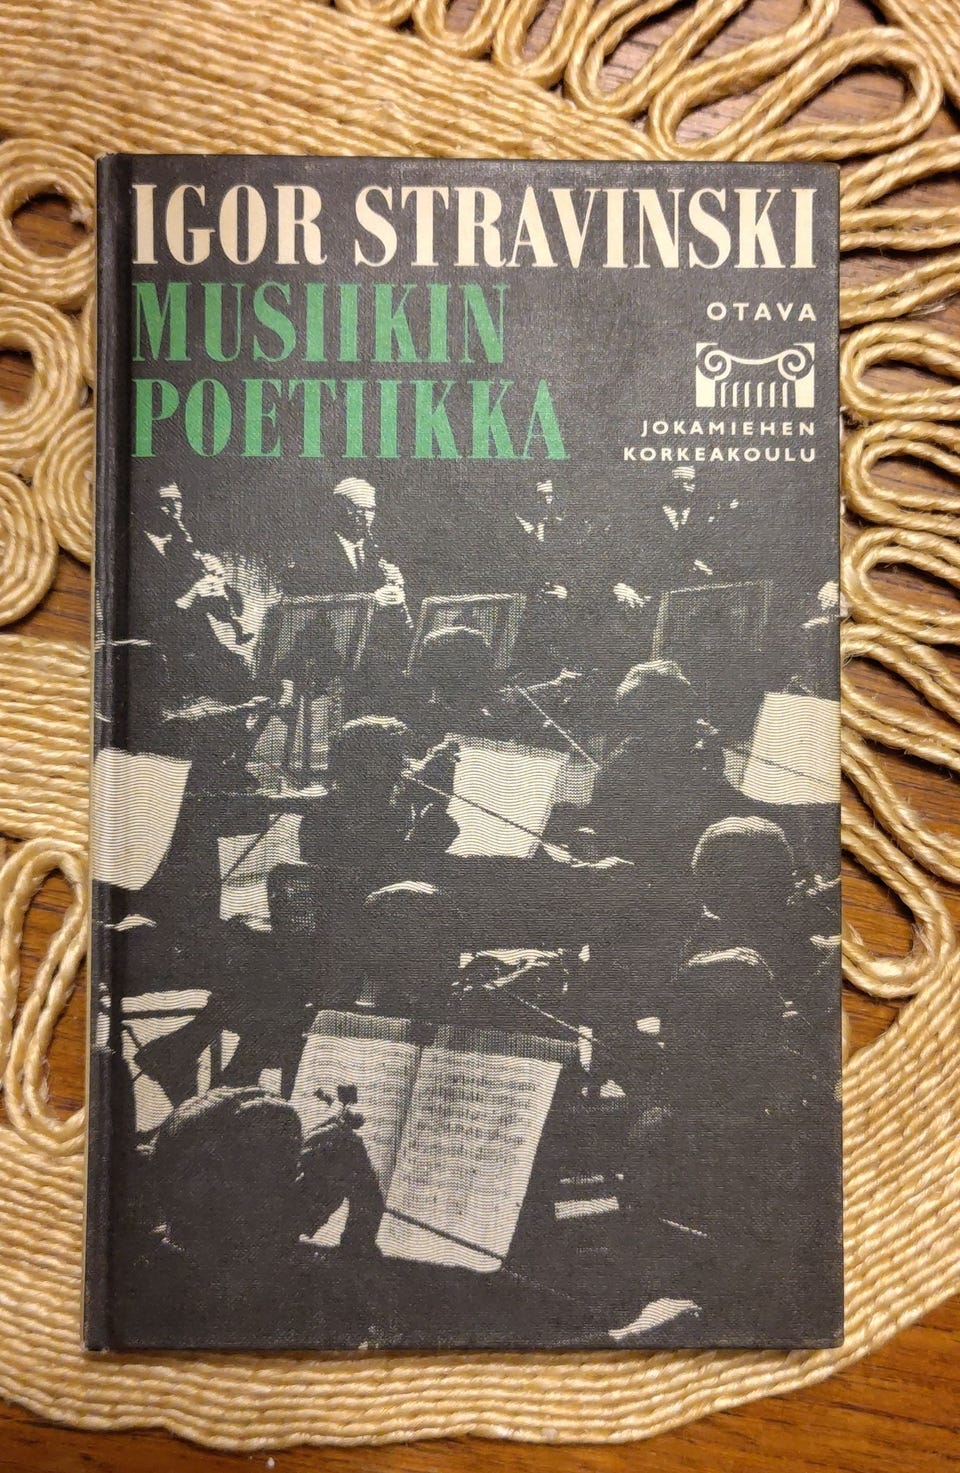 IGOR STRAVINSKI
MUSIIKIN
POETIIKKA
OTAVA
JOKAMIEHEN
KORKEAKOULU